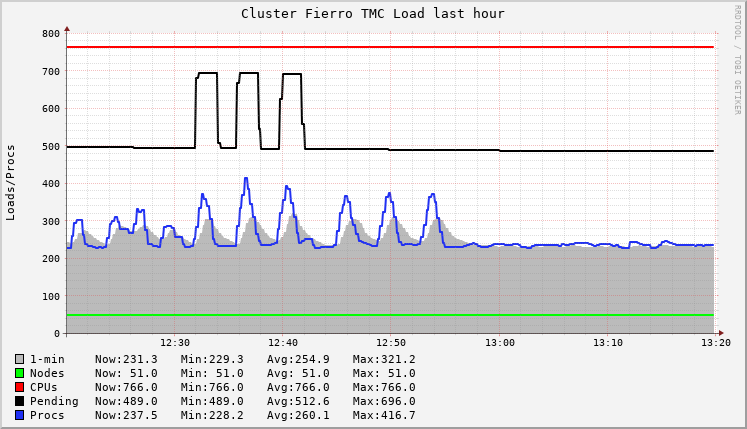 Cluster Fierro TMC Load last hour
RRDTOOL / TOBI OETIKER
Loads/Procs
800
700
600
500
400
300
200
100
0
12:30 12:40 12:50 13:00 13:10 13:20
1-min Now:231.3 Min:229.3 Avg:254.9 Max:321.2
Nodes Now: 51.0 Min: 51.0 Avg: 51.0 Max: 51.0
CPUs Now:766.0 Min:766.0 Avg:766.0 Max:766.0
Pending Now:489.0 Min:489.0 Avg:512.6 Max:696.0
Procs Now:237.5 Min:228.2 Avg:260.1 Max:416.7